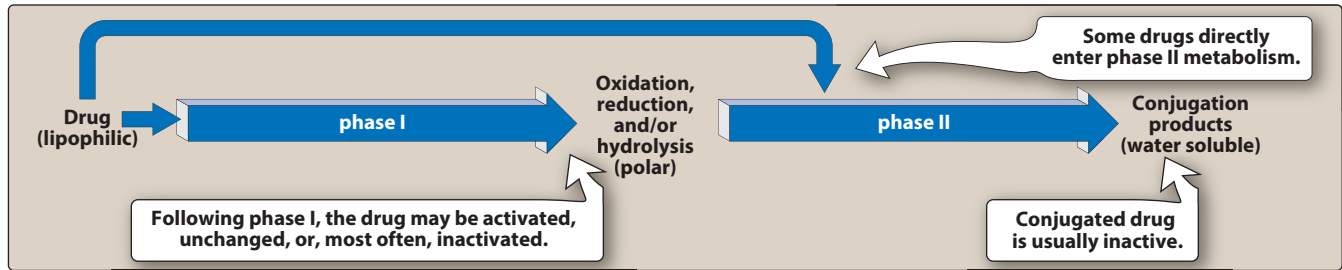 Some drugs directly
enter phase II metabolism.
Drug
(lipophilic)
phase I
Oxidation,
reduction,
and/or
hydrolysis
(polar)
phase II
Conjugation
products
(water soluble)
Following phase I, the drug may be activated,
unchanged, or, most often, inactivated.
Conjugated drug
is usually inactive.